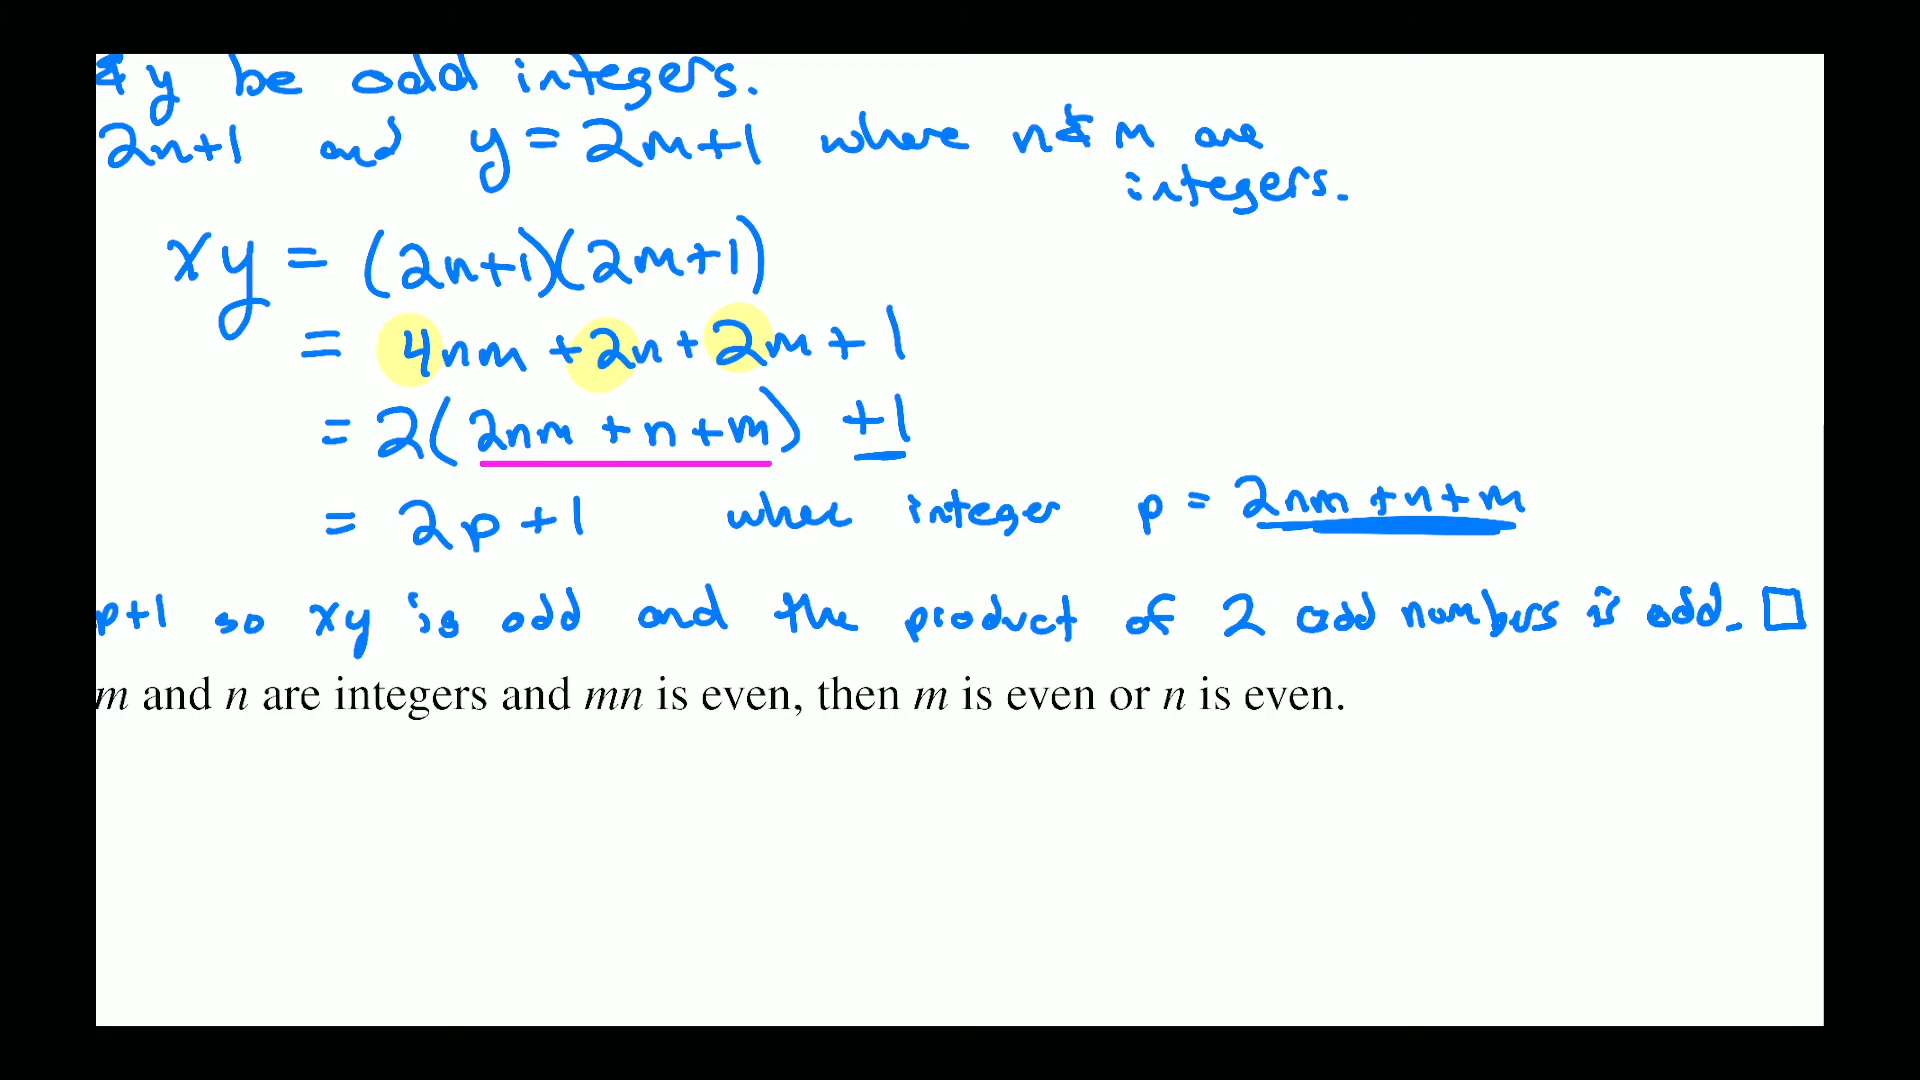 & y be odd integers.
2n+1 and y = 2m+1 where n & m are
integers.
xy = (2n+1)(2m+1)
= 4nm + 2n + 2m + 1
= 2(2nm + n + m) +1
= 2p+1 where integer p = 2nm + n + m
p+1 so xy is odd and the product of 2 odd numbers is odd. □
m and n are integers and mn is even, then m is even or n is even.